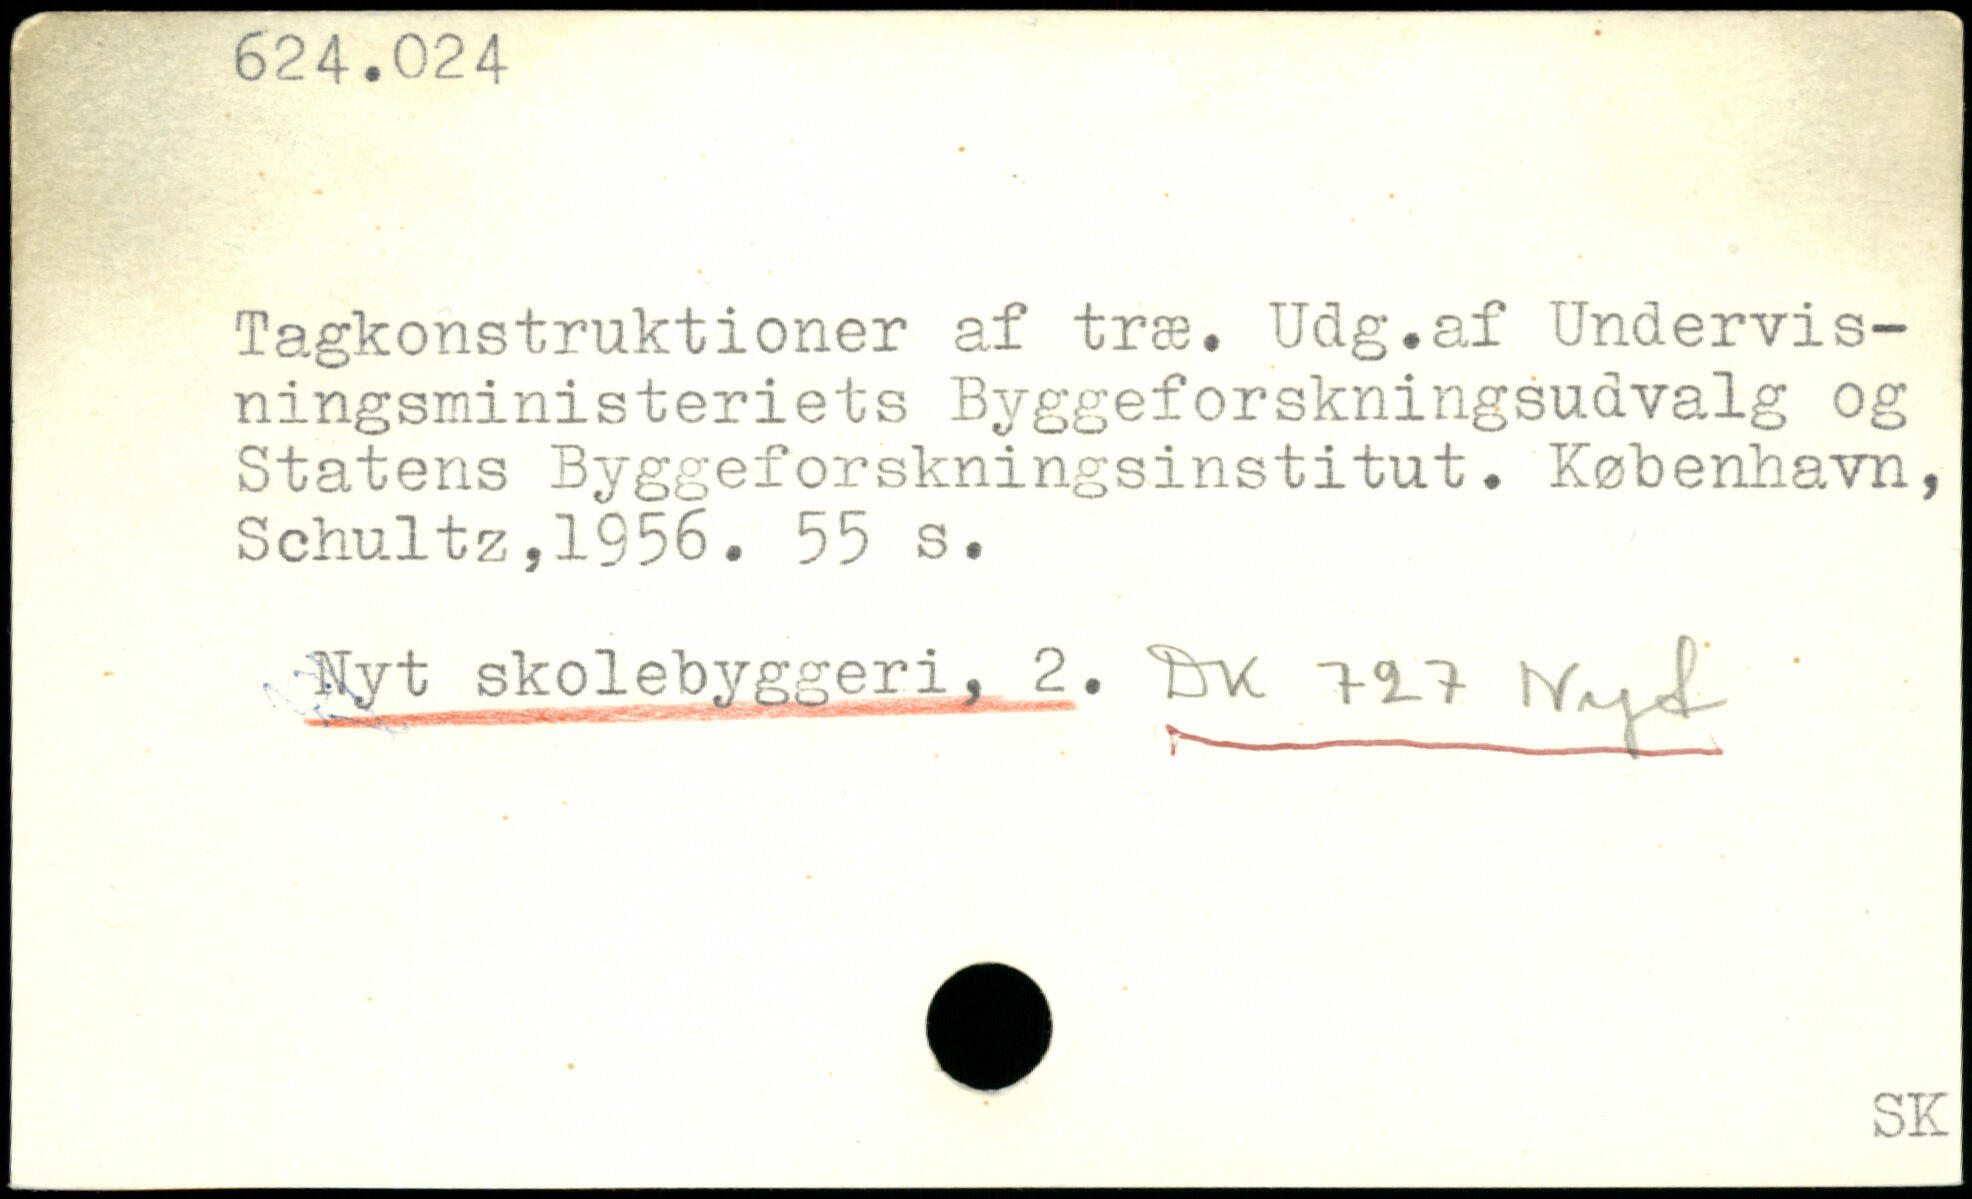 624.024
Tagkonstruktioner af træ. Udg.af Undervis-
ningsministeriets Byggeforskningsudvalg og
Statens Byggeforskningsinstitut. København,
Schultz,1956. 55 s.
Nyt skolebyggeri, 2. DK 727 Nyt
SK